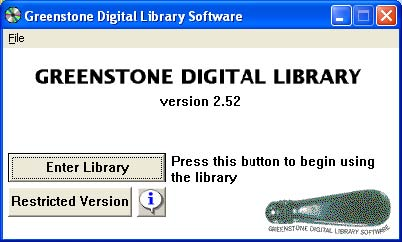 Greenstone Digital Library Software
File
GREENSTONE DIGITAL LIBRARY
version 2.52
Enter Library
Press this button to begin using
the library
Restricted Version
GREENSTONE DIGITAL LIBRARY SOFTWARE